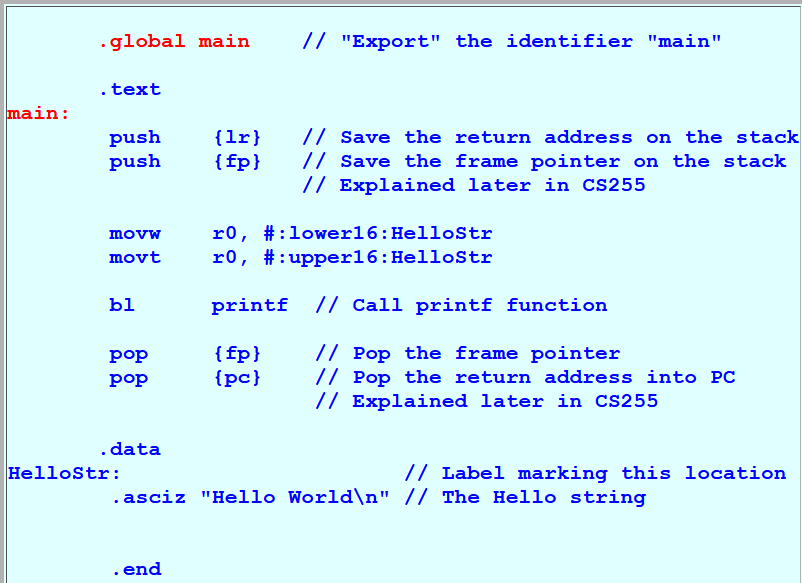 .global main    // "Export" the identifier "main"
.text
main:
push    {lr}   // Save the return address on the stack
push    {fp}   // Save the frame pointer on the stack
// Explained later in CS255
movw    r0, #:lower16:HelloStr
movt    r0, #:upper16:HelloStr
bl      printf  // Call printf function
pop     {fp}    // Pop the frame pointer
pop     {pc}    // Pop the return address into PC
// Explained later in CS255
.data
HelloStr:                      // Label marking this location
.asciz "Hello World\n" // The Hello string
.end